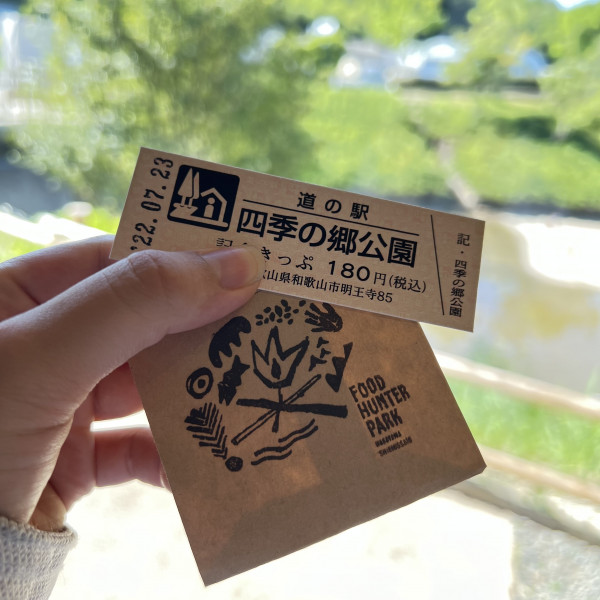 22.07.23
道の駅
四季の郷公園
記 きっぷ 180円(税込)
山県和歌山市明王寺85
記・四季の郷公園
FOOD
HUNTER
PARK
WAKAYAMA
SHIKINOSATO